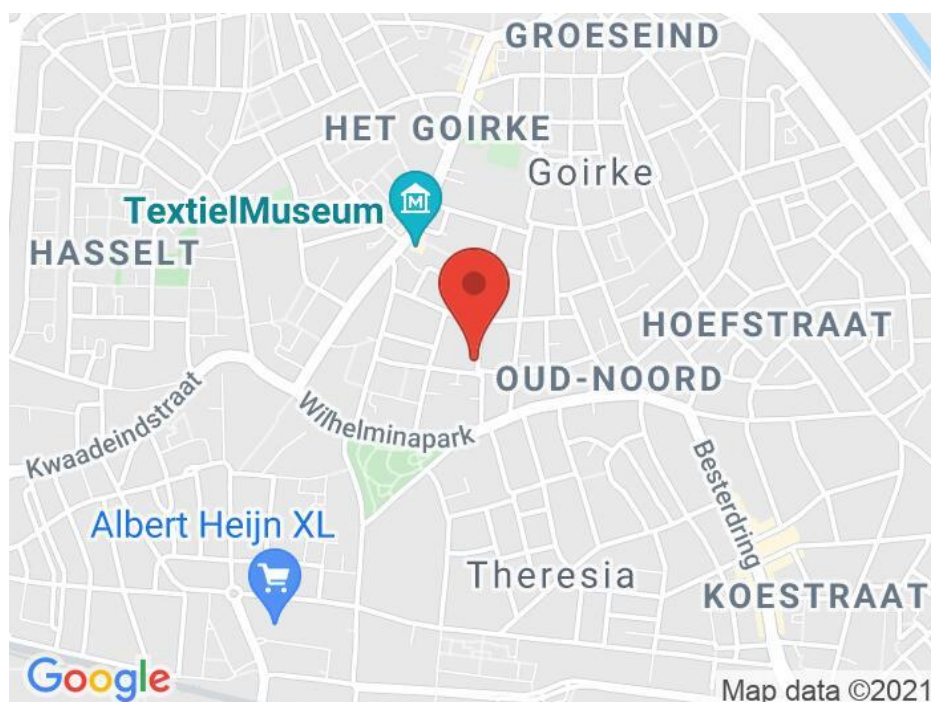 GROESEIND
HET GOIRKE
Goirke
M
TextielMuseum
HASSELT
HOEFSTRAAT
OUD-NOORD
Wilhelminapark
Kwaadeindstraat
Besterdring
Albert Heijn XL
Theresia
KOESTRAAT
Google
Map data ©2021